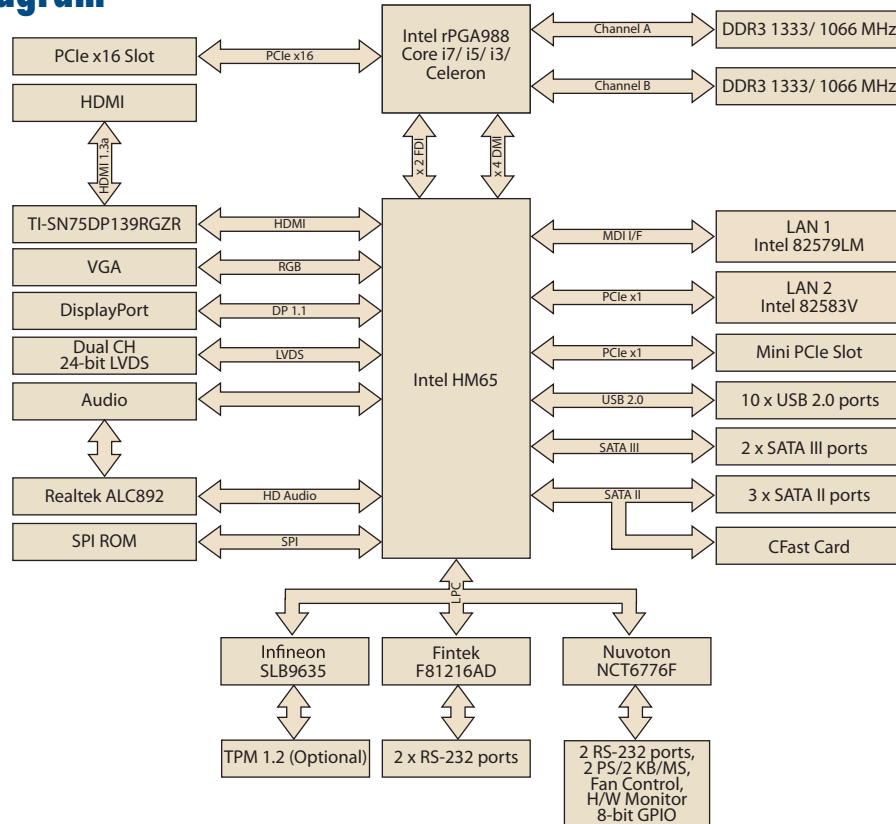 Intel rPGA988
Core i7/ i5/ i3/
Celeron
PCIe x16 Slot
PCIe x16
Channel A
DDR3 1333/ 1066 MHz
Channel B
DDR3 1333/ 1066 MHz
HDMI
HDMI 1.3a
x 2 FDI
x 4 DMI
TI-SN75DP139RGZR
HDMI
VGA
RGB
DisplayPort
DP 1.1
Dual CH
24-bit LVDS
LVDS
Audio
Realtek ALC892
HD Audio
SPI ROM
SPI
Intel HM65
MDI I/F
LAN 1
Intel 82579LM
PCIe x1
LAN 2
Intel 82583V
PCIe x1
Mini PCIe Slot
USB 2.0
10 x USB 2.0 ports
SATA III
2 x SATA III ports
SATA II
3 x SATA II ports
CFast Card
LPC
Infineon
SLB9635
Fintek
F81216AD
Nuvoton
NCT6776F
TPM 1.2 (Optional)
2 x RS-232 ports
2 RS-232 ports,
2 PS/2 KB/MS,
Fan Control,
H/W Monitor
8-bit GPIO